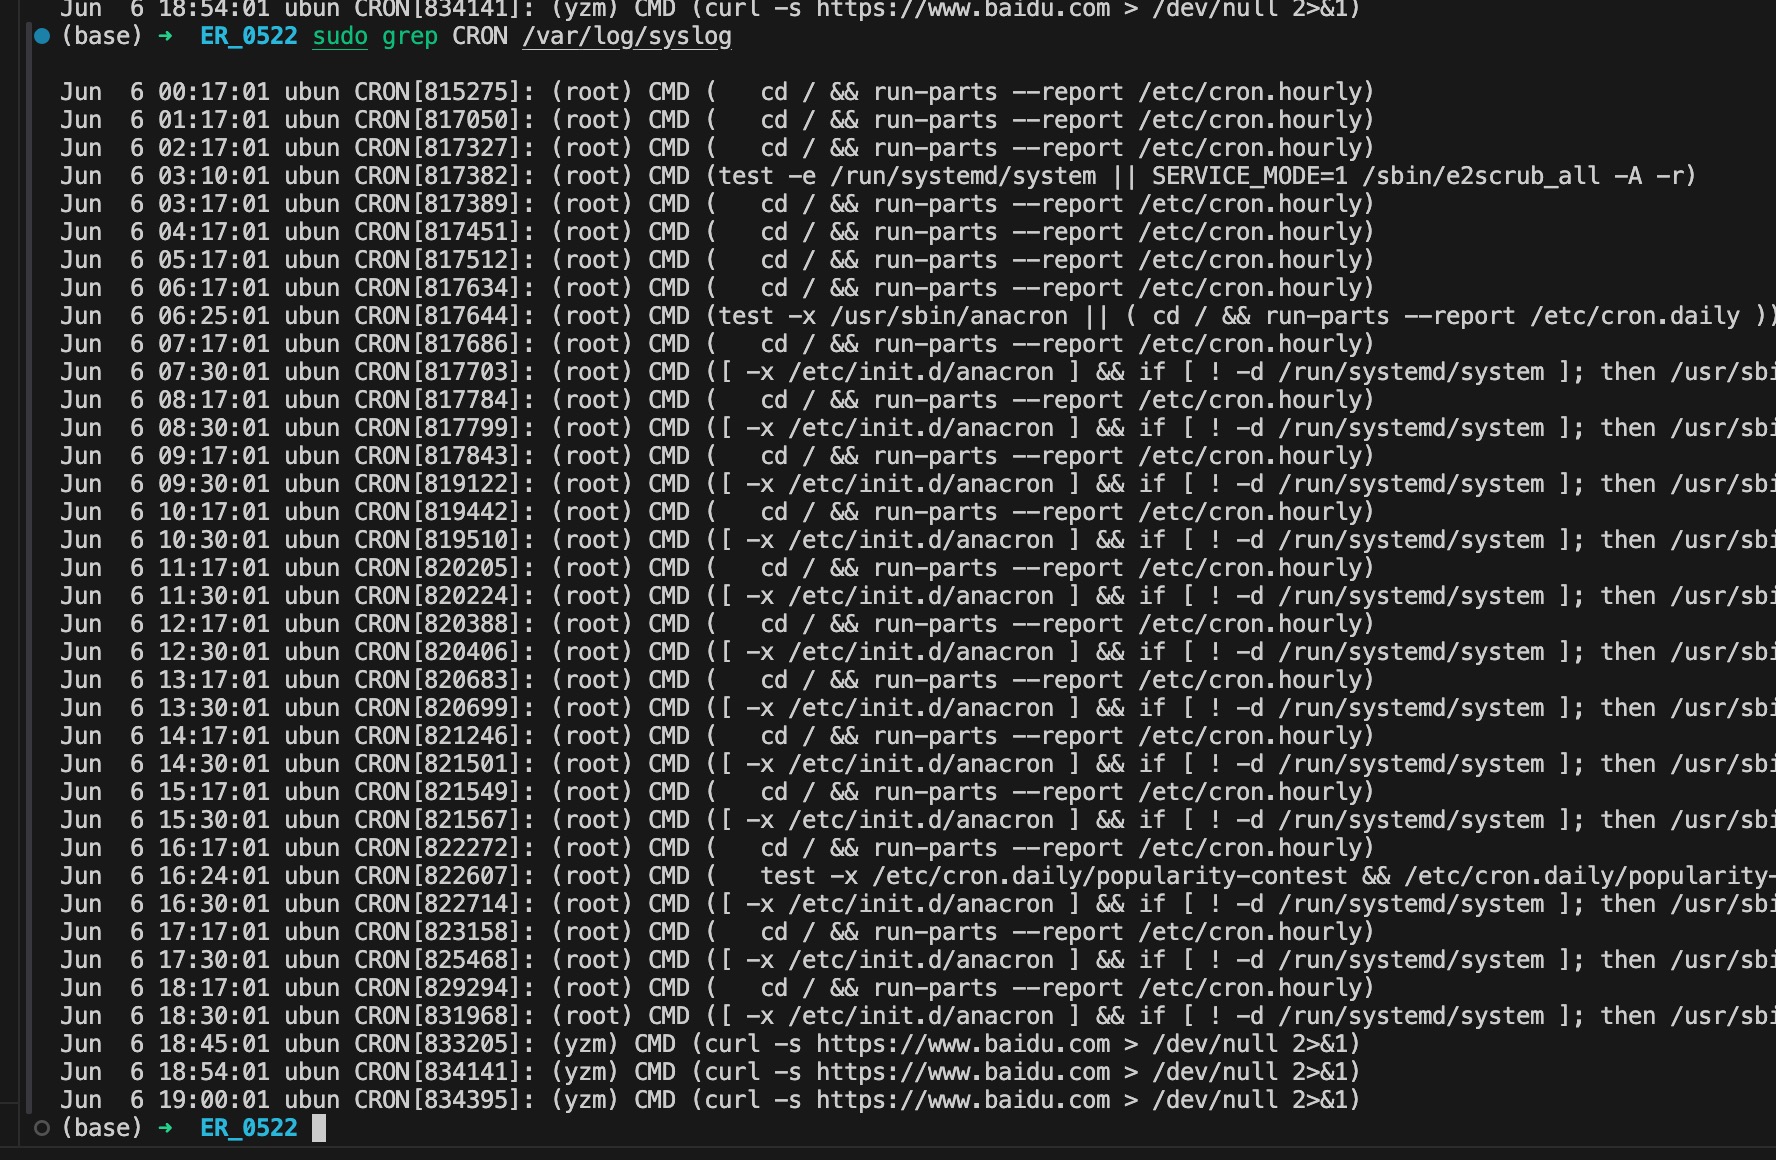 Jun  6 18:54:01 ubun CRON[834141]: (yzm) CMD (curl -s https://www.baidu.com > /dev/null 2>&1)
(base) ➜  ER_0522 sudo grep CRON /var/log/syslog
Jun  6 00:17:01 ubun CRON[815275]: (root) CMD (   cd / && run-parts --report /etc/cron.hourly)
Jun  6 01:17:01 ubun CRON[817050]: (root) CMD (   cd / && run-parts --report /etc/cron.hourly)
Jun  6 02:17:01 ubun CRON[817327]: (root) CMD (   cd / && run-parts --report /etc/cron.hourly)
Jun  6 03:10:01 ubun CRON[817382]: (root) CMD (test -e /run/systemd/system || SERVICE_MODE=1 /sbin/e2scrub_all -A -r)
Jun  6 03:17:01 ubun CRON[817389]: (root) CMD (   cd / && run-parts --report /etc/cron.hourly)
Jun  6 04:17:01 ubun CRON[817451]: (root) CMD (   cd / && run-parts --report /etc/cron.hourly)
Jun  6 05:17:01 ubun CRON[817512]: (root) CMD (   cd / && run-parts --report /etc/cron.hourly)
Jun  6 06:17:01 ubun CRON[817634]: (root) CMD (   cd / && run-parts --report /etc/cron.hourly)
Jun  6 06:25:01 ubun CRON[817644]: (root) CMD (test -x /usr/sbin/anacron || ( cd / && run-parts --report /etc/cron.daily ))
Jun  6 07:17:01 ubun CRON[817686]: (root) CMD (   cd / && run-parts --report /etc/cron.hourly)
Jun  6 07:30:01 ubun CRON[817703]: (root) CMD ([ -x /etc/init.d/anacron ] && if [ ! -d /run/systemd/system ]; then /usr/sbi
Jun  6 08:17:01 ubun CRON[817784]: (root) CMD (   cd / && run-parts --report /etc/cron.hourly)
Jun  6 08:30:01 ubun CRON[817799]: (root) CMD ([ -x /etc/init.d/anacron ] && if [ ! -d /run/systemd/system ]; then /usr/sbi
Jun  6 09:17:01 ubun CRON[817843]: (root) CMD (   cd / && run-parts --report /etc/cron.hourly)
Jun  6 09:30:01 ubun CRON[819122]: (root) CMD ([ -x /etc/init.d/anacron ] && if [ ! -d /run/systemd/system ]; then /usr/sbi
Jun  6 10:17:01 ubun CRON[819442]: (root) CMD (   cd / && run-parts --report /etc/cron.hourly)
Jun  6 10:30:01 ubun CRON[819510]: (root) CMD ([ -x /etc/init.d/anacron ] && if [ ! -d /run/systemd/system ]; then /usr/sbi
Jun  6 11:17:01 ubun CRON[820205]: (root) CMD (   cd / && run-parts --report /etc/cron.hourly)
Jun  6 11:30:01 ubun CRON[820224]: (root) CMD ([ -x /etc/init.d/anacron ] && if [ ! -d /run/systemd/system ]; then /usr/sbi
Jun  6 12:17:01 ubun CRON[820388]: (root) CMD (   cd / && run-parts --report /etc/cron.hourly)
Jun  6 12:30:01 ubun CRON[820406]: (root) CMD ([ -x /etc/init.d/anacron ] && if [ ! -d /run/systemd/system ]; then /usr/sbi
Jun  6 13:17:01 ubun CRON[820683]: (root) CMD (   cd / && run-parts --report /etc/cron.hourly)
Jun  6 13:30:01 ubun CRON[820699]: (root) CMD ([ -x /etc/init.d/anacron ] && if [ ! -d /run/systemd/system ]; then /usr/sbi
Jun  6 14:17:01 ubun CRON[821246]: (root) CMD (   cd / && run-parts --report /etc/cron.hourly)
Jun  6 14:30:01 ubun CRON[821501]: (root) CMD ([ -x /etc/init.d/anacron ] && if [ ! -d /run/systemd/system ]; then /usr/sbi
Jun  6 15:17:01 ubun CRON[821549]: (root) CMD (   cd / && run-parts --report /etc/cron.hourly)
Jun  6 15:30:01 ubun CRON[821567]: (root) CMD ([ -x /etc/init.d/anacron ] && if [ ! -d /run/systemd/system ]; then /usr/sbi
Jun  6 16:17:01 ubun CRON[822272]: (root) CMD (   cd / && run-parts --report /etc/cron.hourly)
Jun  6 16:24:01 ubun CRON[822607]: (root) CMD (   test -x /etc/cron.daily/popularity-contest && /etc/cron.daily/popularity-
Jun  6 16:30:01 ubun CRON[822714]: (root) CMD ([ -x /etc/init.d/anacron ] && if [ ! -d /run/systemd/system ]; then /usr/sbi
Jun  6 17:17:01 ubun CRON[823158]: (root) CMD (   cd / && run-parts --report /etc/cron.hourly)
Jun  6 17:30:01 ubun CRON[825468]: (root) CMD ([ -x /etc/init.d/anacron ] && if [ ! -d /run/systemd/system ]; then /usr/sbi
Jun  6 18:17:01 ubun CRON[829294]: (root) CMD (   cd / && run-parts --report /etc/cron.hourly)
Jun  6 18:30:01 ubun CRON[831968]: (root) CMD ([ -x /etc/init.d/anacron ] && if [ ! -d /run/systemd/system ]; then /usr/sbi
Jun  6 18:45:01 ubun CRON[833205]: (yzm) CMD (curl -s https://www.baidu.com > /dev/null 2>&1)
Jun  6 18:54:01 ubun CRON[834141]: (yzm) CMD (curl -s https://www.baidu.com > /dev/null 2>&1)
Jun  6 19:00:01 ubun CRON[834395]: (yzm) CMD (curl -s https://www.baidu.com > /dev/null 2>&1)
(base) ➜  ER_0522